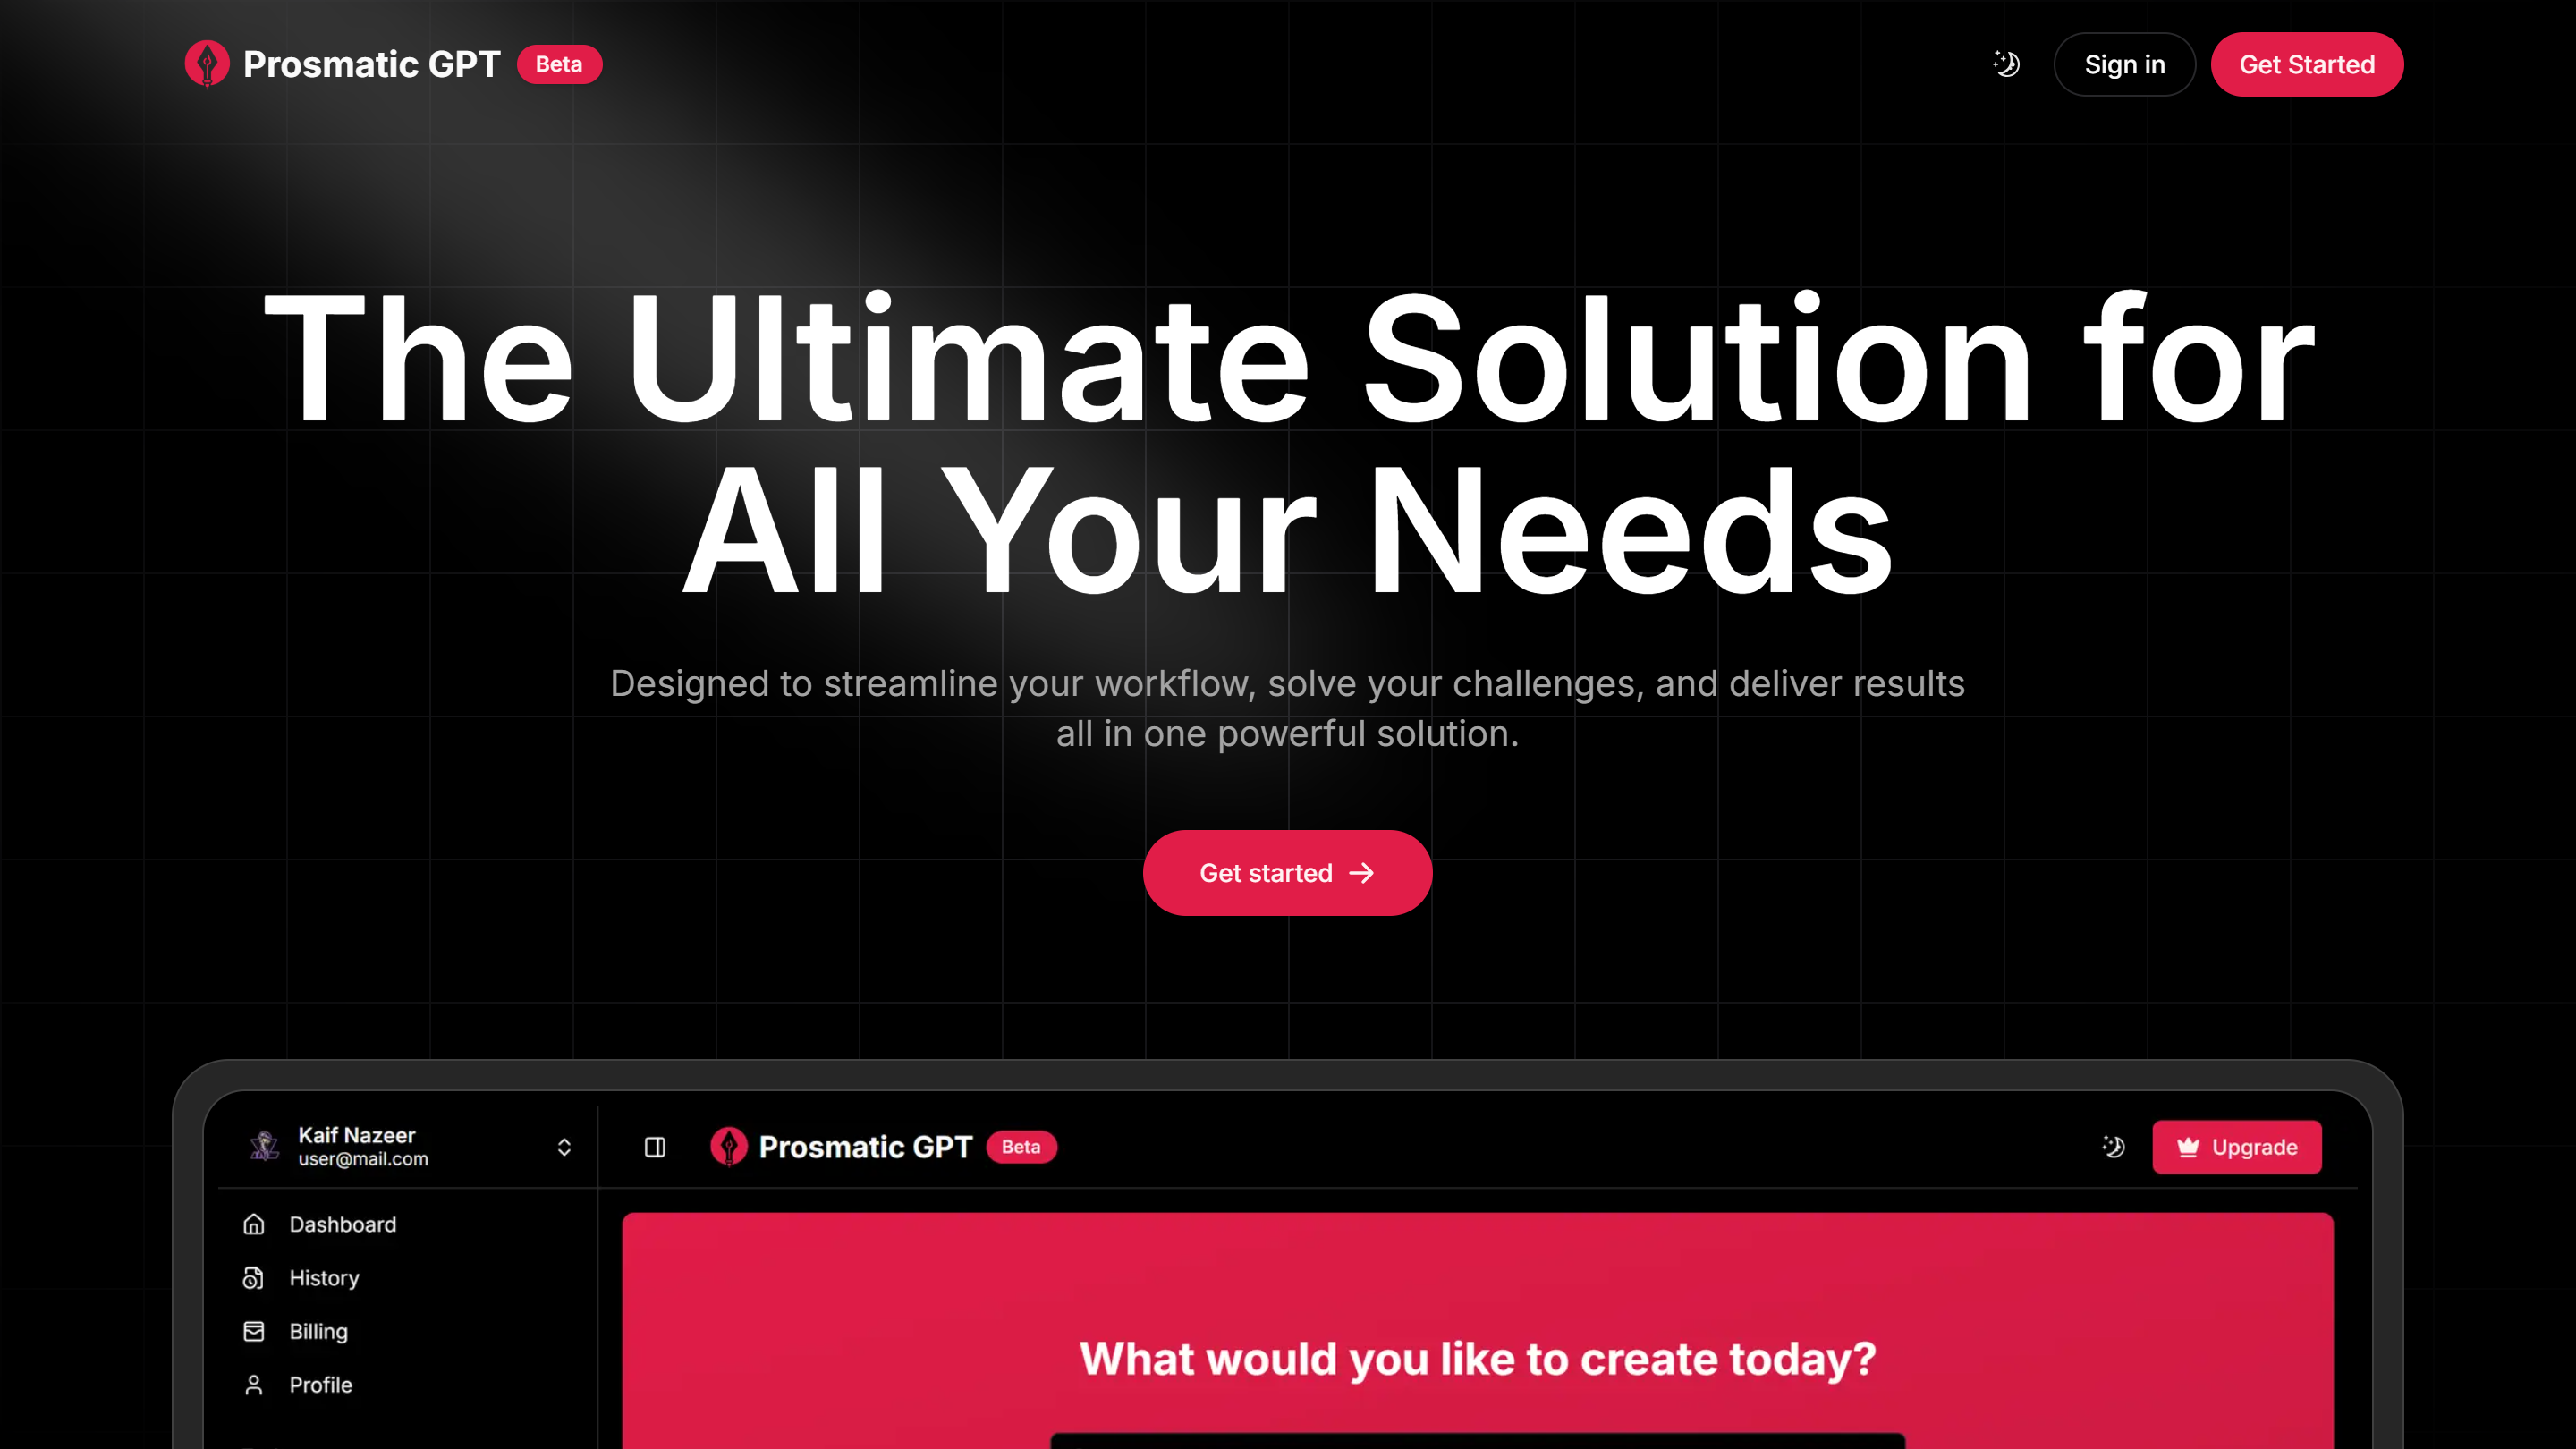 Prosmatic GPT Beta
Sign in
Get Started
The Ultimate Solution for
All Your Needs
Designed to streamline your workflow, solve your challenges, and deliver results
all in one powerful solution.
Get started
Kaif Nazeer
user@mail.com
Prosmatic GPT Beta
Upgrade
Dashboard
History
Billing
Profile
What would you like to create today?